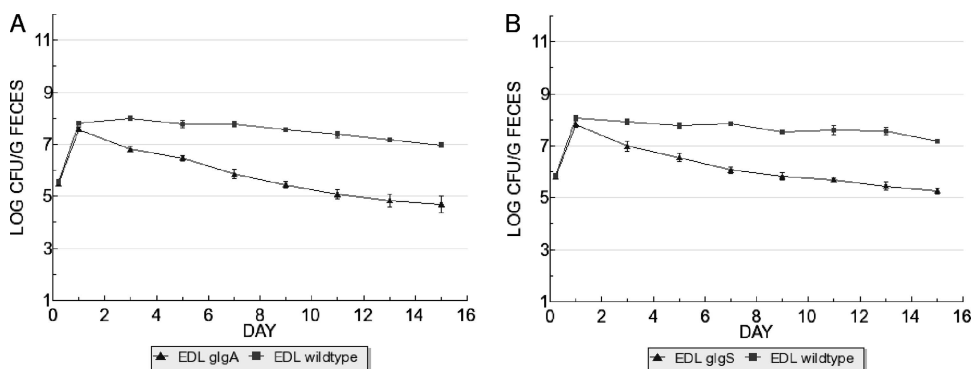 A
LOG CFU/G FECES
11
9
7
5
3
1
0 2 4 6 8 10 12 14 16
DAY
EDL glgA EDL wildtype
B
LOG CFU/G FECES
11
9
7
5
3
1
0 2 4 6 8 10 12 14 16
DAY
EDL glgS EDL wildtype